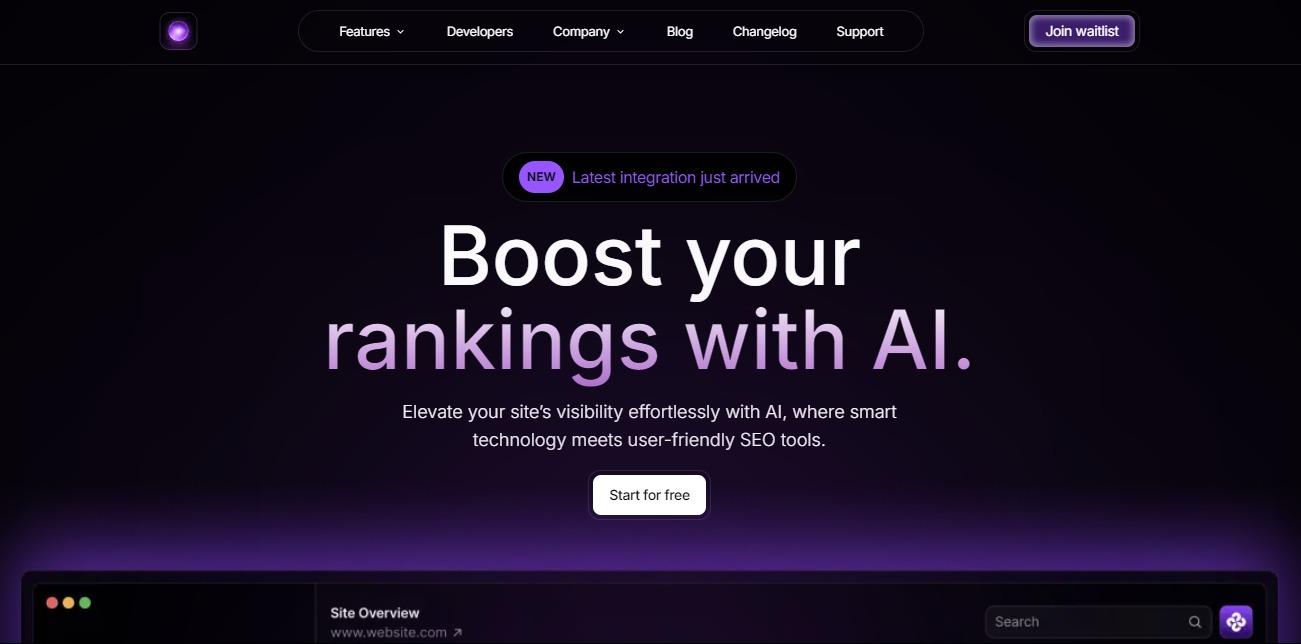 Features
Developers
Company
Blog
Changelog
Support
Join waitlist
NEW Latest integration just arrived
Boost your
rankings with AI.
Elevate your site’s visibility effortlessly with AI, where smart
technology meets user-friendly SEO tools.
Start for free
Site Overview
www.website.com
Search